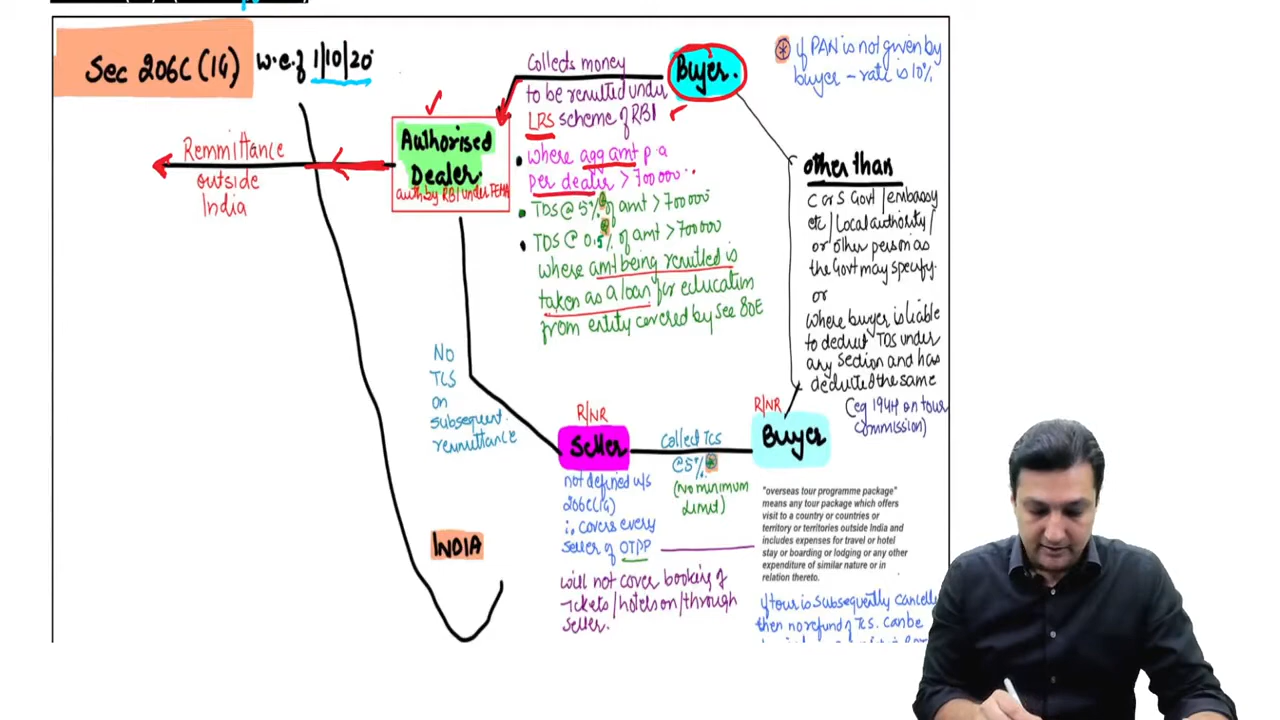 Sec 206C (1G)
w.e.f 1/10/20
Collects money
Buyer.
to be remitted under
LRS scheme of RBI
where agg amt p.a
per dealer > 700000
TDS @ 5% of amt > 700000
TDS @ 0.5% of amt > 700000
where amt being remitted is
taken as a loan for education
from entity covered by Sec 80E
if PAN is not given by
buyer - rate is 10%
Authorised
Dealer.
auth by RBI under FEMA
Remmittance
outside
India
other than
C or S Govt / embassy
etc / Local authority /
or other person as
the Govt may specify.
or
Where buyer is liable
to deduct TDS under
any Section and has
deducted the same
(eg 194H on tour
commission)
No
TCS
on
subsequent
remmittance
R/NR
Seller
Collect TCS
@5%
(No minimum
Limit)
R/NR
Buyer
not defined u/s
206C(1G)
∴ covers every
seller of OTPP
will not cover booking of
tickets / hotels on / through
seller.
"overseas tour programme package"
means any tour package which offers
visit to a country or countries or
territory or territories outside India and
includes expenses for travel or hotel
stay or boarding or lodging or any other
expenditure of similar nature or in
relation thereto.
if tour is subsequently
then no refund of TCS. Can be
INDIA